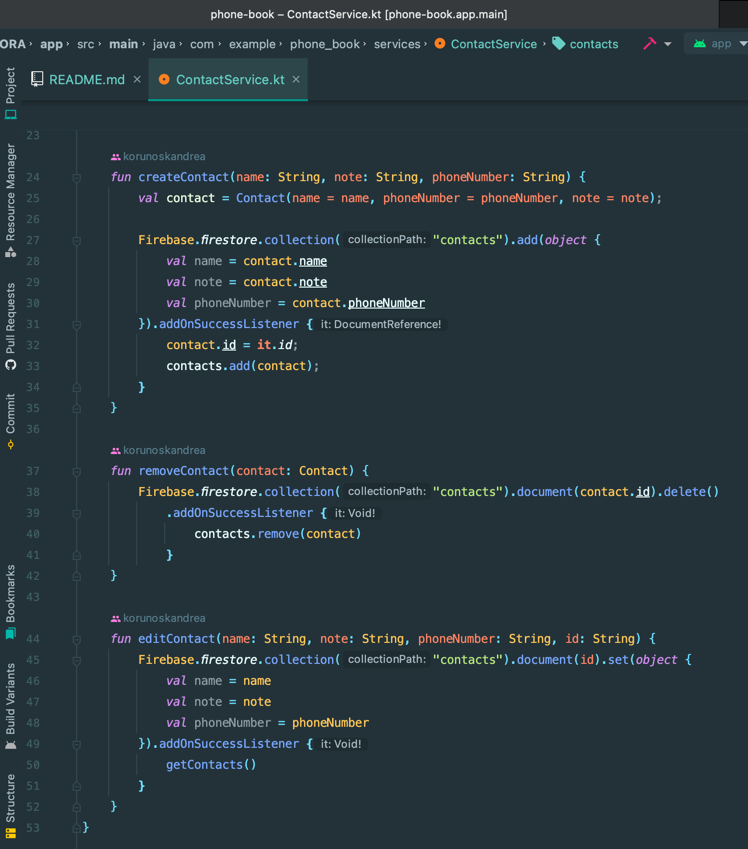 phone-book – ContactService.kt [phone-book.app.main]
ORA › app › src › main › java › com › example › phone_book › services › ContactService › contacts app
README.md × ContactService.kt ×
Project
Resource Manager
Pull Requests
Commit
Bookmarks
Build Variants
Structure
23
korunoskandrea
24 fun createContact(name: String, note: String, phoneNumber: String) {
25 val contact = Contact(name = name, phoneNumber = phoneNumber, note = note);
26
27 Firebase.firestore.collection( collectionPath: "contacts").add(object {
28 val name = contact.name
29 val note = contact.note
30 val phoneNumber = contact.phoneNumber
31 }).addOnSuccessListener { it: DocumentReference!
32 contact.id = it.id;
33 contacts.add(contact);
34 }
35 }
36
korunoskandrea
37 fun removeContact(contact: Contact) {
38 Firebase.firestore.collection( collectionPath: "contacts").document(contact.id).delete()
39 .addOnSuccessListener { it: Void!
40 contacts.remove(contact)
41 }
42 }
43
korunoskandrea
44 fun editContact(name: String, note: String, phoneNumber: String, id: String) {
45 Firebase.firestore.collection( collectionPath: "contacts").document(id).set(object {
46 val name = name
47 val note = note
48 val phoneNumber = phoneNumber
49 }).addOnSuccessListener { it: Void!
50 getContacts()
51 }
52 }
53 }